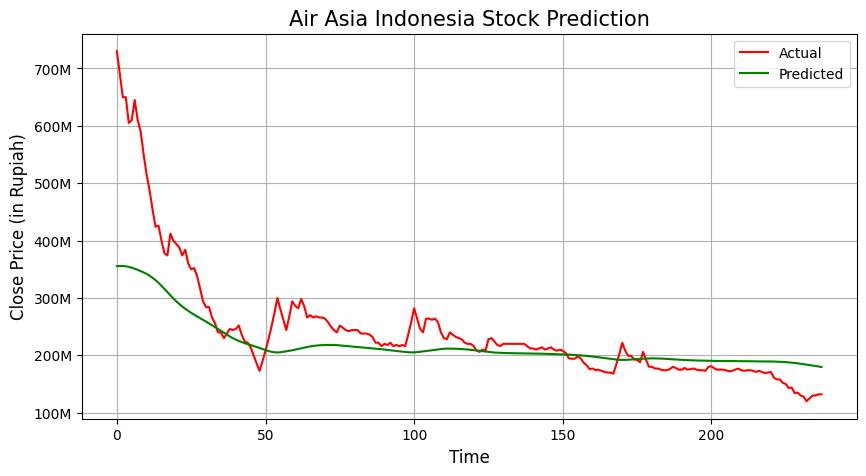 Air Asia Indonesia Stock Prediction
Actual
Predicted
700M
600M
500M
400M
300M
200M
100M
Close Price (in Rupiah)
0 50 100 150 200
Time